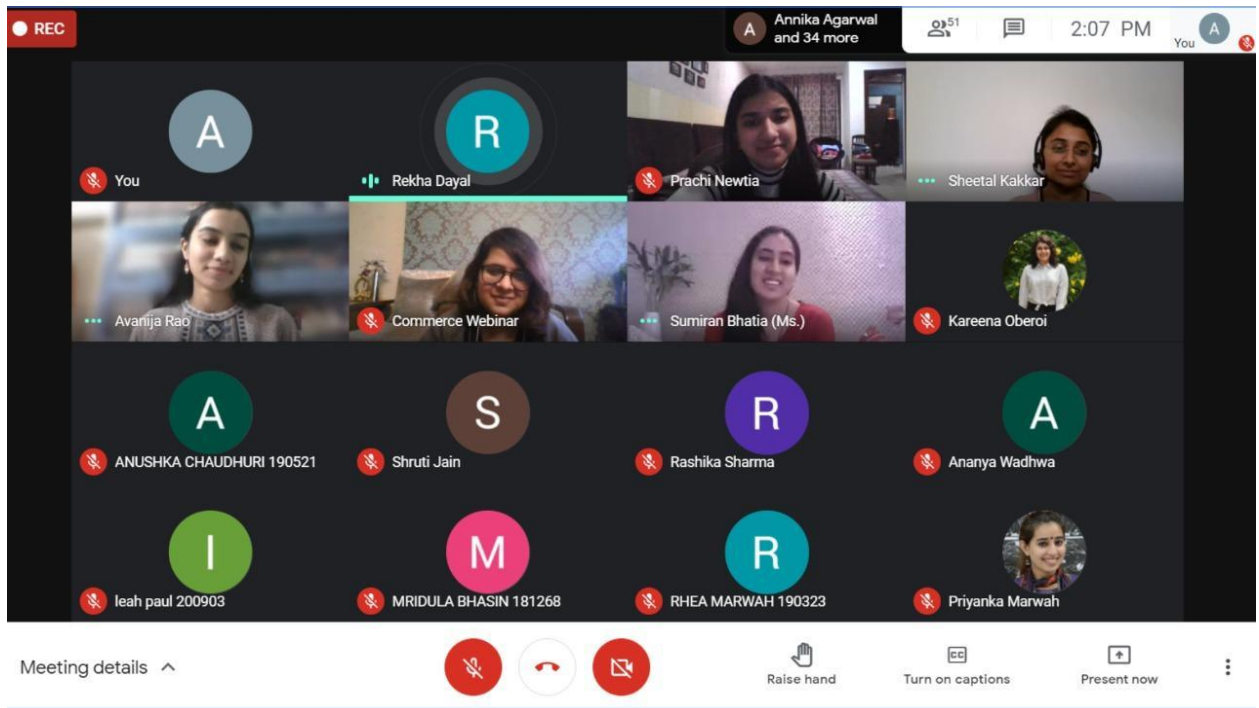 REC
A
Annika Agarwal
and 34 more
51
2:07 PM
You
A
A
You
R
Rekha Dayal
Prachi Newtia
Sheetal Kakkar
Avanija Rao
Commerce Webinar
Sumiran Bhatia (Ms.)
Kareena Oberoi
A
ANUSHKA CHAUDHURI 190521
S
Shruti Jain
R
Rashika Sharma
A
Ananya Wadhwa
l
leah paul 200903
M
MRIDULA BHASIN 181268
R
RHEA MARWAH 190323
Priyanka Marwah
Meeting details
Raise hand
CC
Turn on captions
Present now